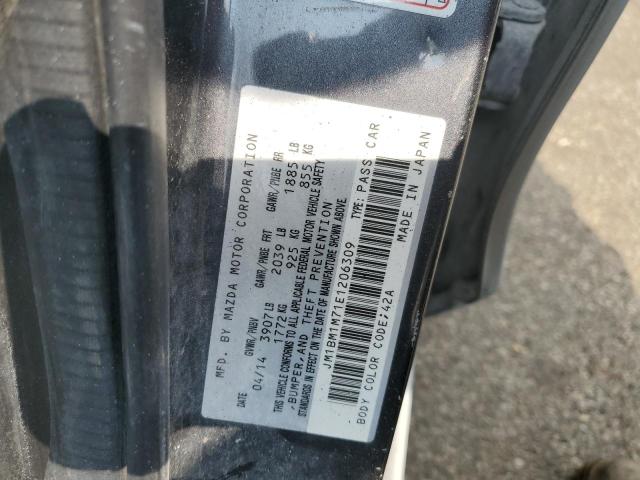 MFD. BY MAZDA MOTOR CORPORATION
DATE GVWR/PNBV GAWR/PNBE FRT GAWR/PNBE RR
04/14 3907 LB 2039 LB 1885 LB
1772 KG 925 KG 855 KG
THIS VEHICLE CONFORMS TO ALL APPLICABLE FEDERAL MOTOR VEHICLE SAFETY
,BUMPER,AND THEFT PREVENTION
STANDARDS IN EFFECT ON THE DATE OF MANUFACTURE SHOWN ABOVE.
JM1BM1M71E1206309 TYPE: PASS CAR
BODY COLOR CODE;42A MADE IN JAPAN